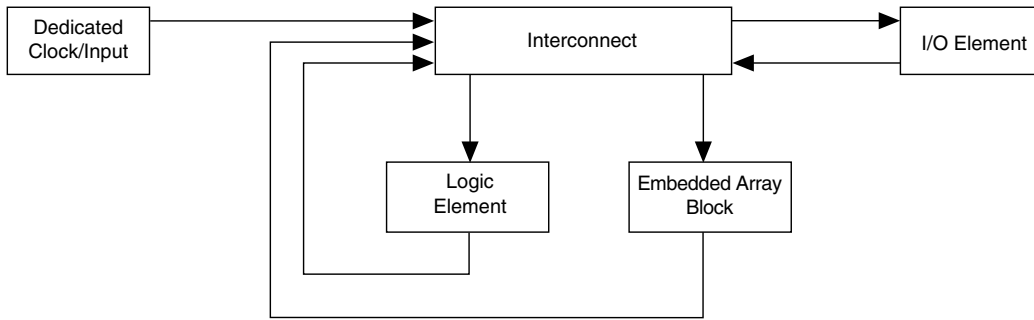 Dedicated
Clock/Input
Interconnect
I/O Element
Logic
Element
Embedded Array
Block